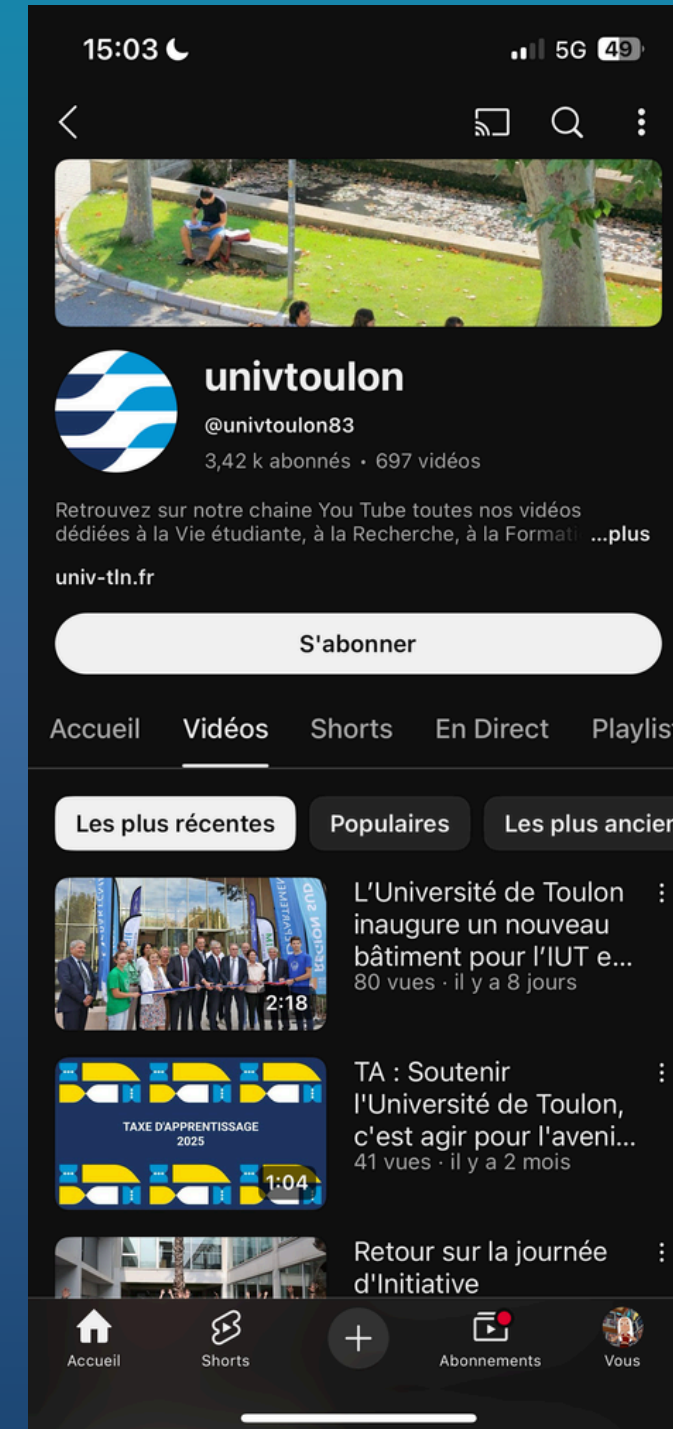 15:03
5G 49
univtoulon
@univtoulon83
3,42 k abonnés • 697 vidéos
Retrouvez sur notre chaine You Tube toutes nos vidéos
dédiées à la Vie étudiante, à la Recherche, à la Formati ...plus
univ-tln.fr
S'abonner
Accueil Vidéos Shorts En Direct Playlis
Les plus récentes Populaires Les plus ancien
L’Université de Toulon
inaugure un nouveau
bâtiment pour l’IUT e...
80 vues · il y a 8 jours
RÉGION SUD
2:18
TA : Soutenir
l'Université de Toulon,
c'est agir pour l'aveni...
41 vues · il y a 2 mois
TAXE D'APPRENTISSAGE
2025
1:04
Retour sur la journée
d'Initiative
Accueil Shorts Abonnements Vous